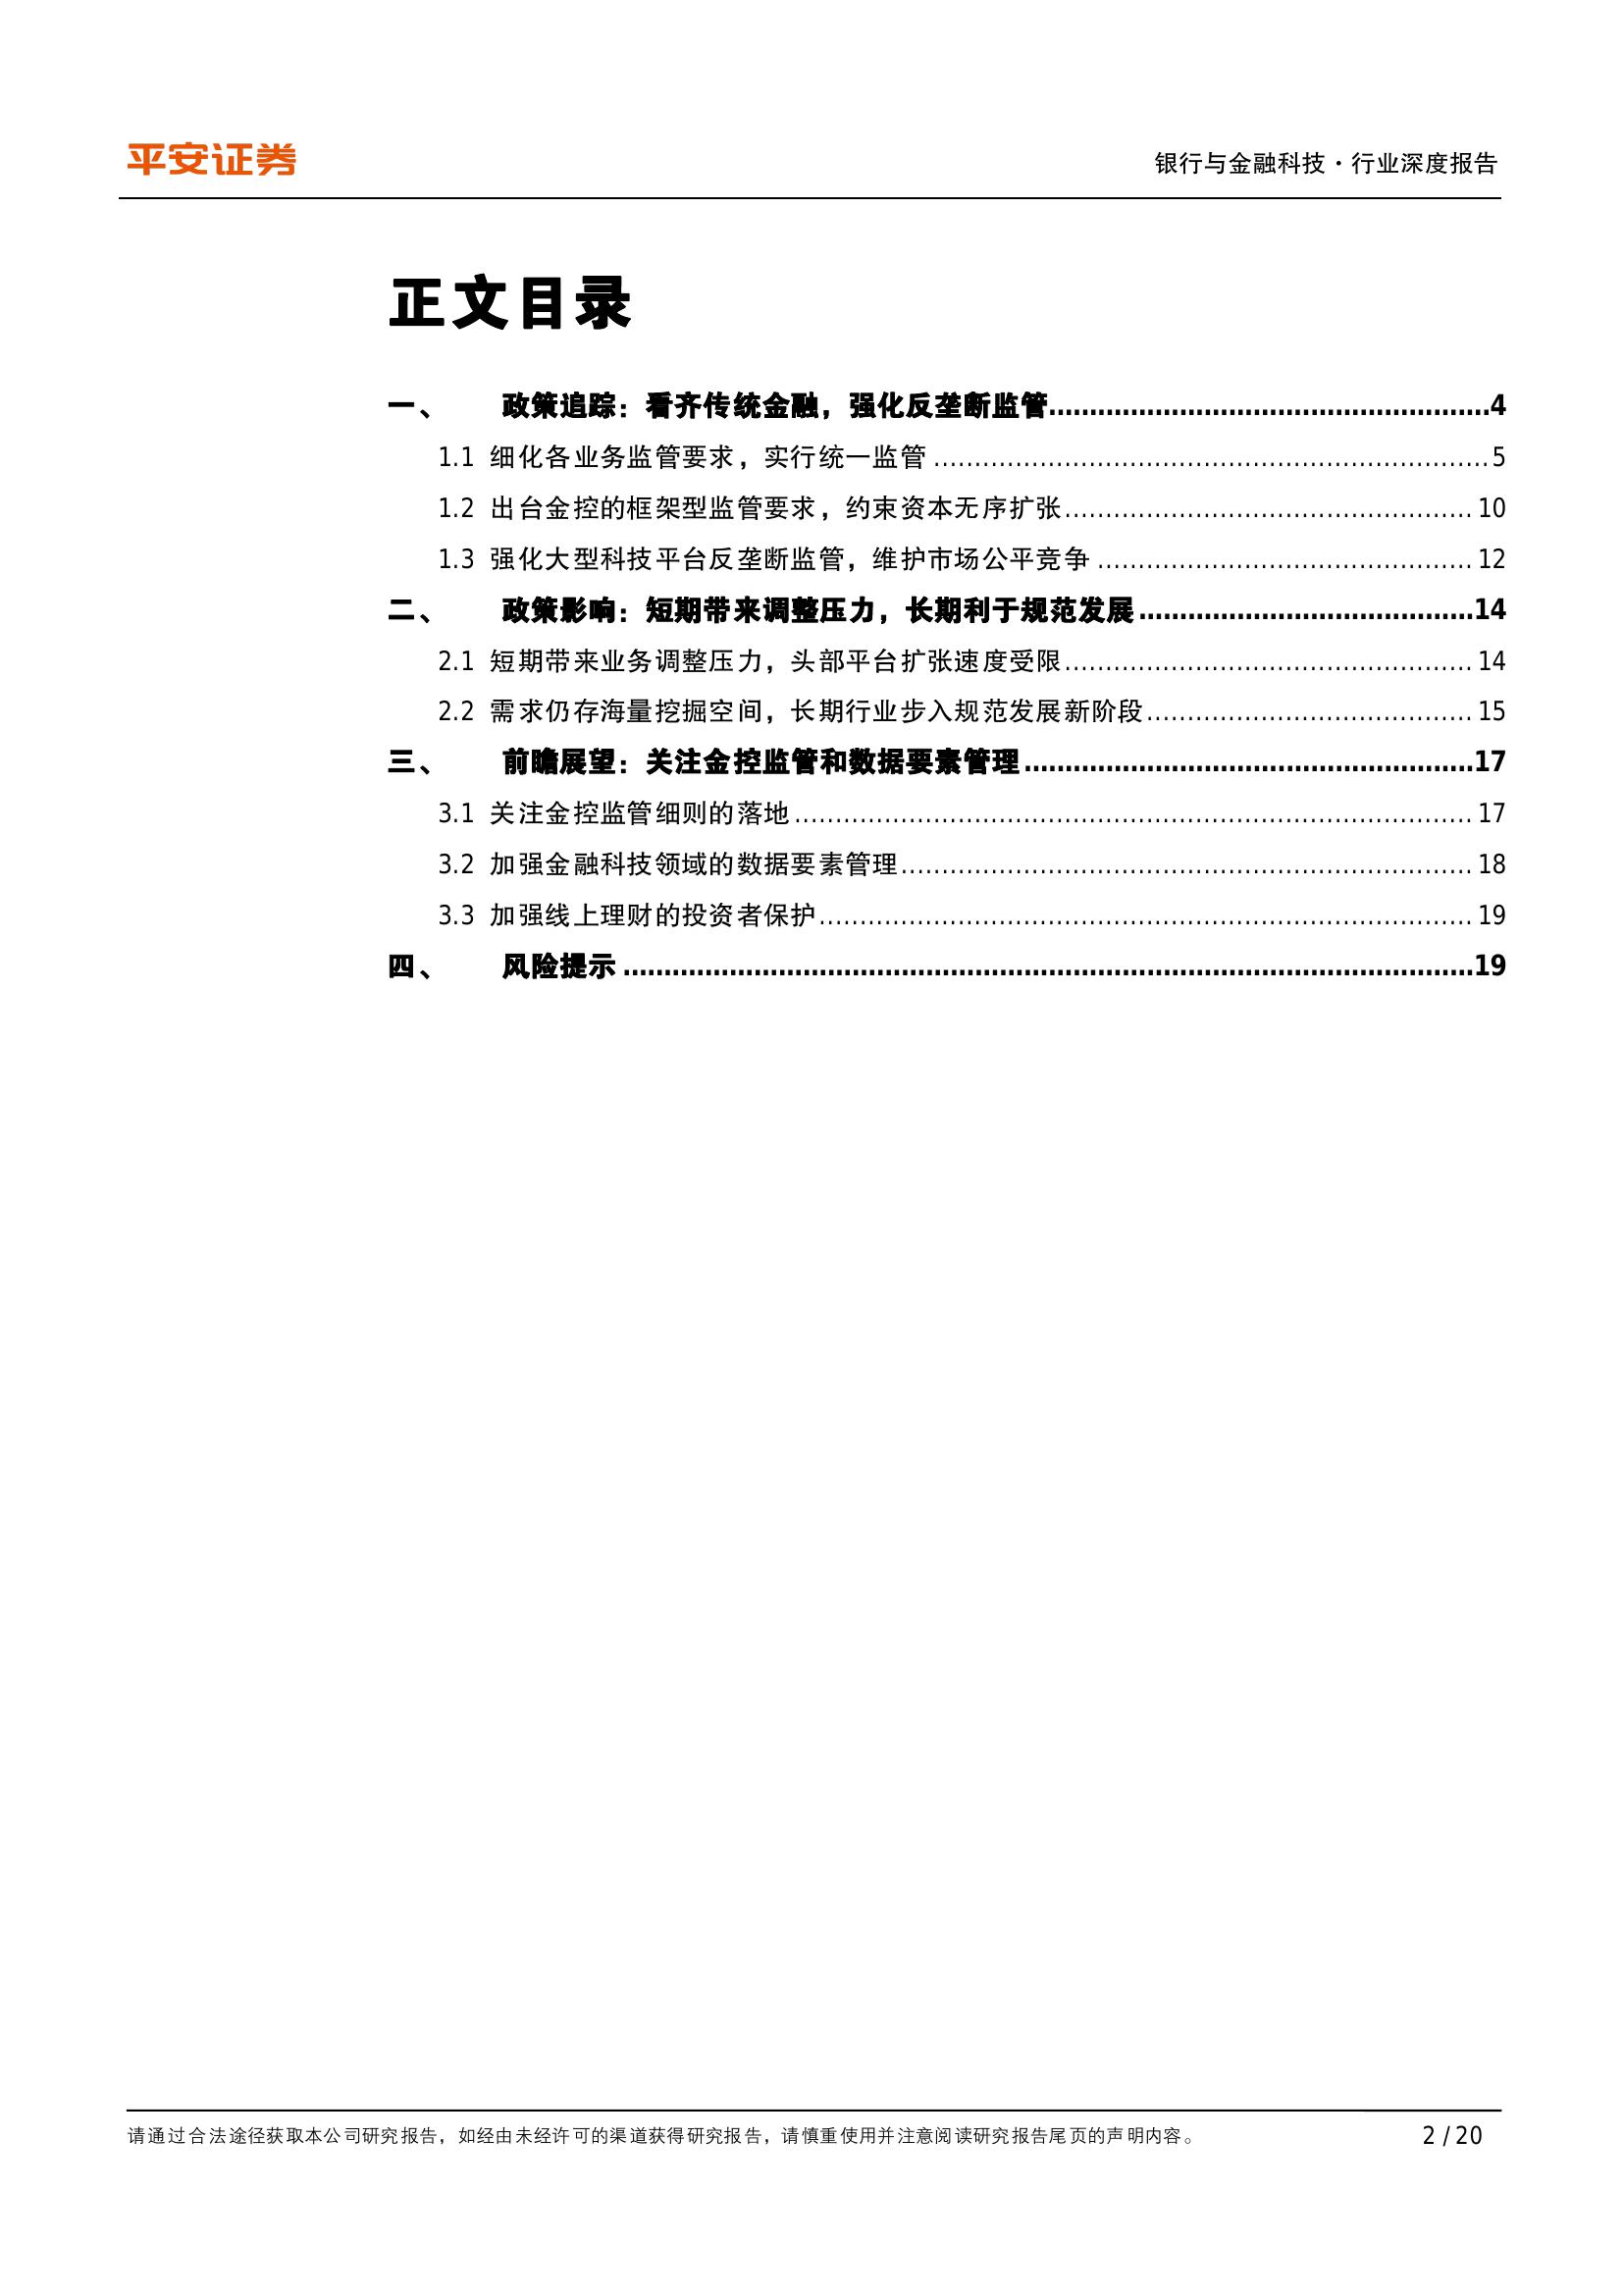 平安证券
银行与金融科技·行业深度报告
正文目录
一、 政策追踪：看齐传统金融，强化反垄断监管....................................................4
1.1 细化各业务监管要求，实行统一监管....................................................5
1.2 出台金控的框架型监管要求，约束资本无序扩张....................................................10
1.3 强化大型科技平台反垄断监管，维护市场公平竞争....................................................12
二、 政策影响：短期带来调整压力，长期利于规范发展....................................................14
2.1 短期带来业务调整压力，头部平台扩张速度受限....................................................14
2.2 需求仍存海量挖掘空间，长期行业步入规范发展新阶段....................................................15
三、 前瞻展望：关注金控监管和数据要素管理....................................................17
3.1 关注金控监管细则的落地....................................................17
3.2 加强金融科技领域的数据要素管理....................................................18
3.3 加强线上理财的投资者保护....................................................19
四、 风险提示....................................................19
请通过合法途径获取本公司研究报告，如经由未经许可的渠道获得研究报告，请慎重使用并注意阅读研究报告尾页的声明内容。 2 / 20